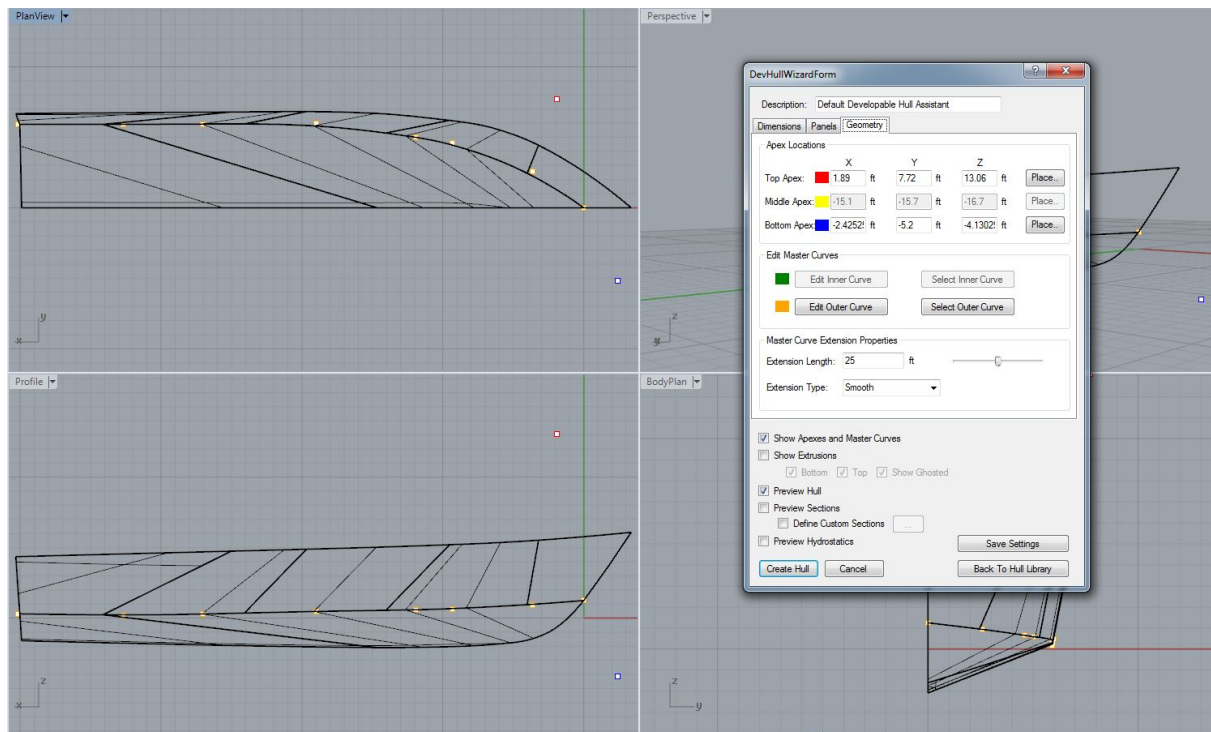 PlanView
Perspective
DevHullWizardForm
Description: Default Developable Hull Assistant
Dimensions Panels Geometry
Apex Locations
X Y Z
Top Apex: 1.89 ft 7.72 ft 13.06 ft Place..
Middle Apex: -15.1 ft -15.7 ft -16.7 ft Place..
Bottom Apex: -2.4252 ft -5.2 ft -4.1302 ft Place..
Edit Master Curves
Edit Inner Curve Select Inner Curve
Edit Outer Curve Select Outer Curve
Master Curve Extension Properties
Extension Length: 25 ft
Extension Type: Smooth
Show Apexes and Master Curves
Show Extrusions
Bottom Top Show Ghosted
Preview Hull
Preview Sections
Define Custom Sections ...
Preview Hydrostatics Save Settings
Create Hull Cancel Back To Hull Library
y
x
z
Profile
BodyPlan
z
x
z
y